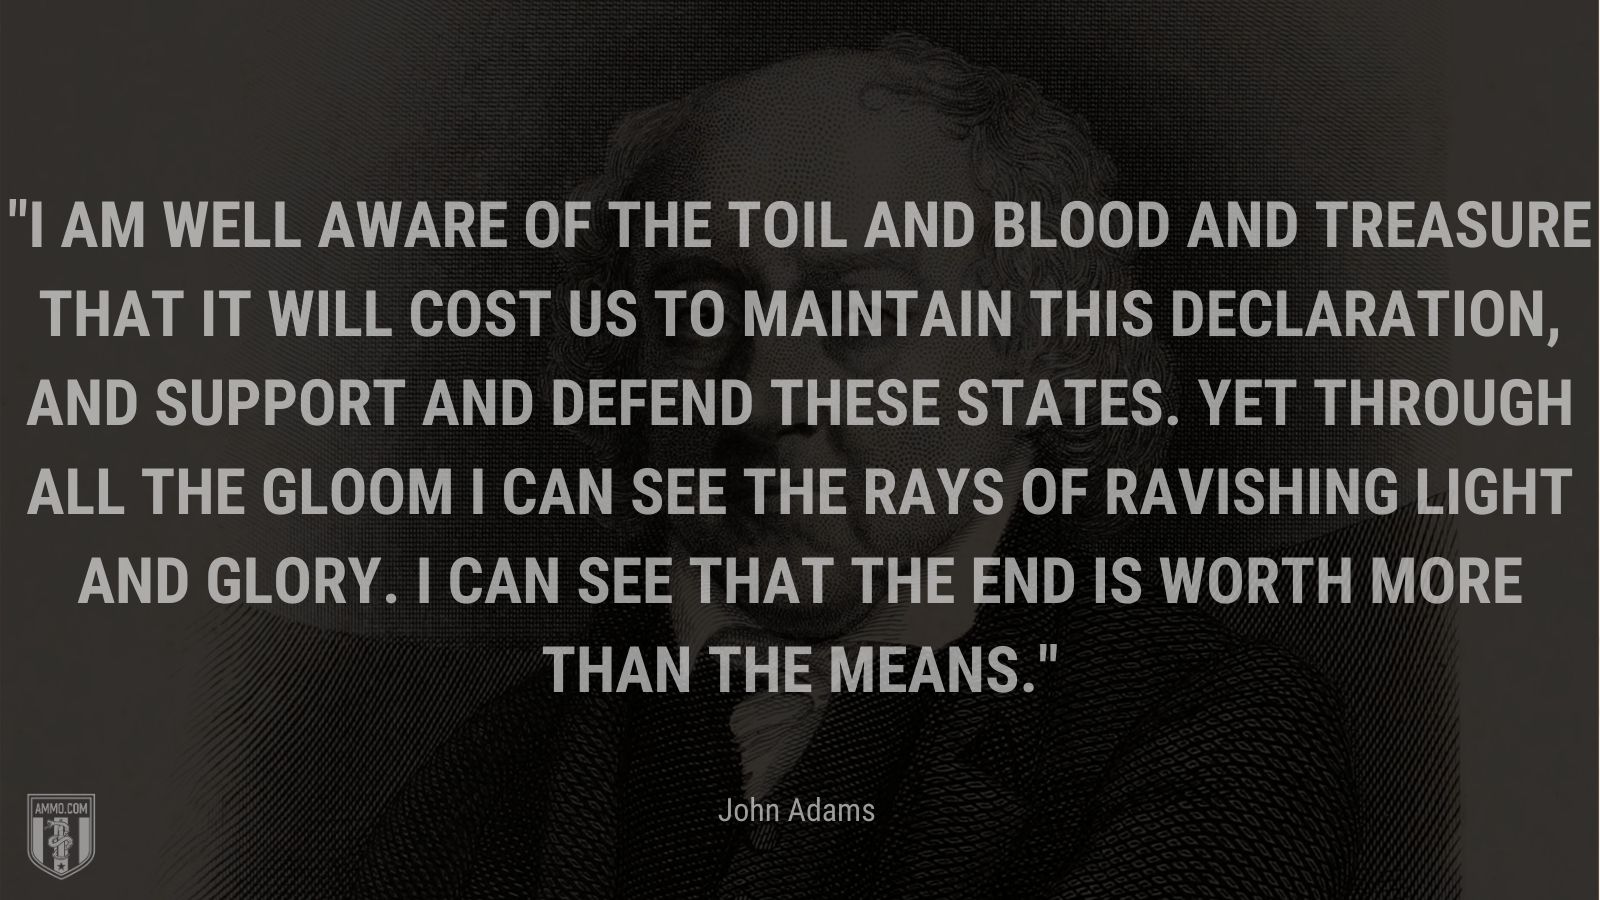 "I AM WELL AWARE OF THE TOIL AND BLOOD AND TREASURE
THAT IT WILL COST US TO MAINTAIN THIS DECLARATION,
AND SUPPORT AND DEFEND THESE STATES. YET THROUGH
ALL THE GLOOM I CAN SEE THE RAYS OF RAVISHING LIGHT
AND GLORY. I CAN SEE THAT THE END IS WORTH MORE
THAN THE MEANS."
John Adams
AMMO.COM